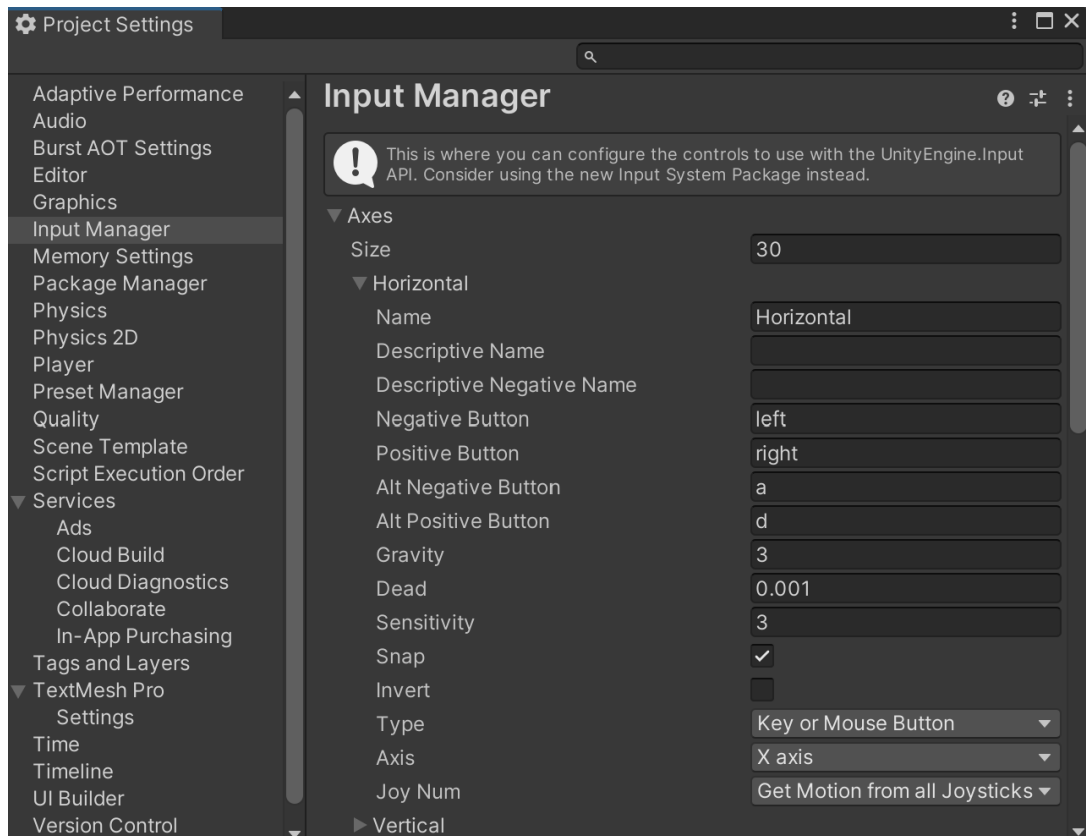 Project Settings
Adaptive Performance
Audio
Burst AOT Settings
Editor
Graphics
Input Manager
Memory Settings
Package Manager
Physics
Physics 2D
Player
Preset Manager
Quality
Scene Template
Script Execution Order
Services
Ads
Cloud Build
Cloud Diagnostics
Collaborate
In-App Purchasing
Tags and Layers
TextMesh Pro
Settings
Time
Timeline
UI Builder
Version Control
Input Manager
This is where you can configure the controls to use with the UnityEngine.Input
API. Consider using the new Input System Package instead.
Axes
Size 30
Horizontal
Name Horizontal
Descriptive Name
Descriptive Negative Name
Negative Button left
Positive Button right
Alt Negative Button a
Alt Positive Button d
Gravity 3
Dead 0.001
Sensitivity 3
Snap
Invert
Type Key or Mouse Button
Axis X axis
Joy Num Get Motion from all Joysticks
Vertical